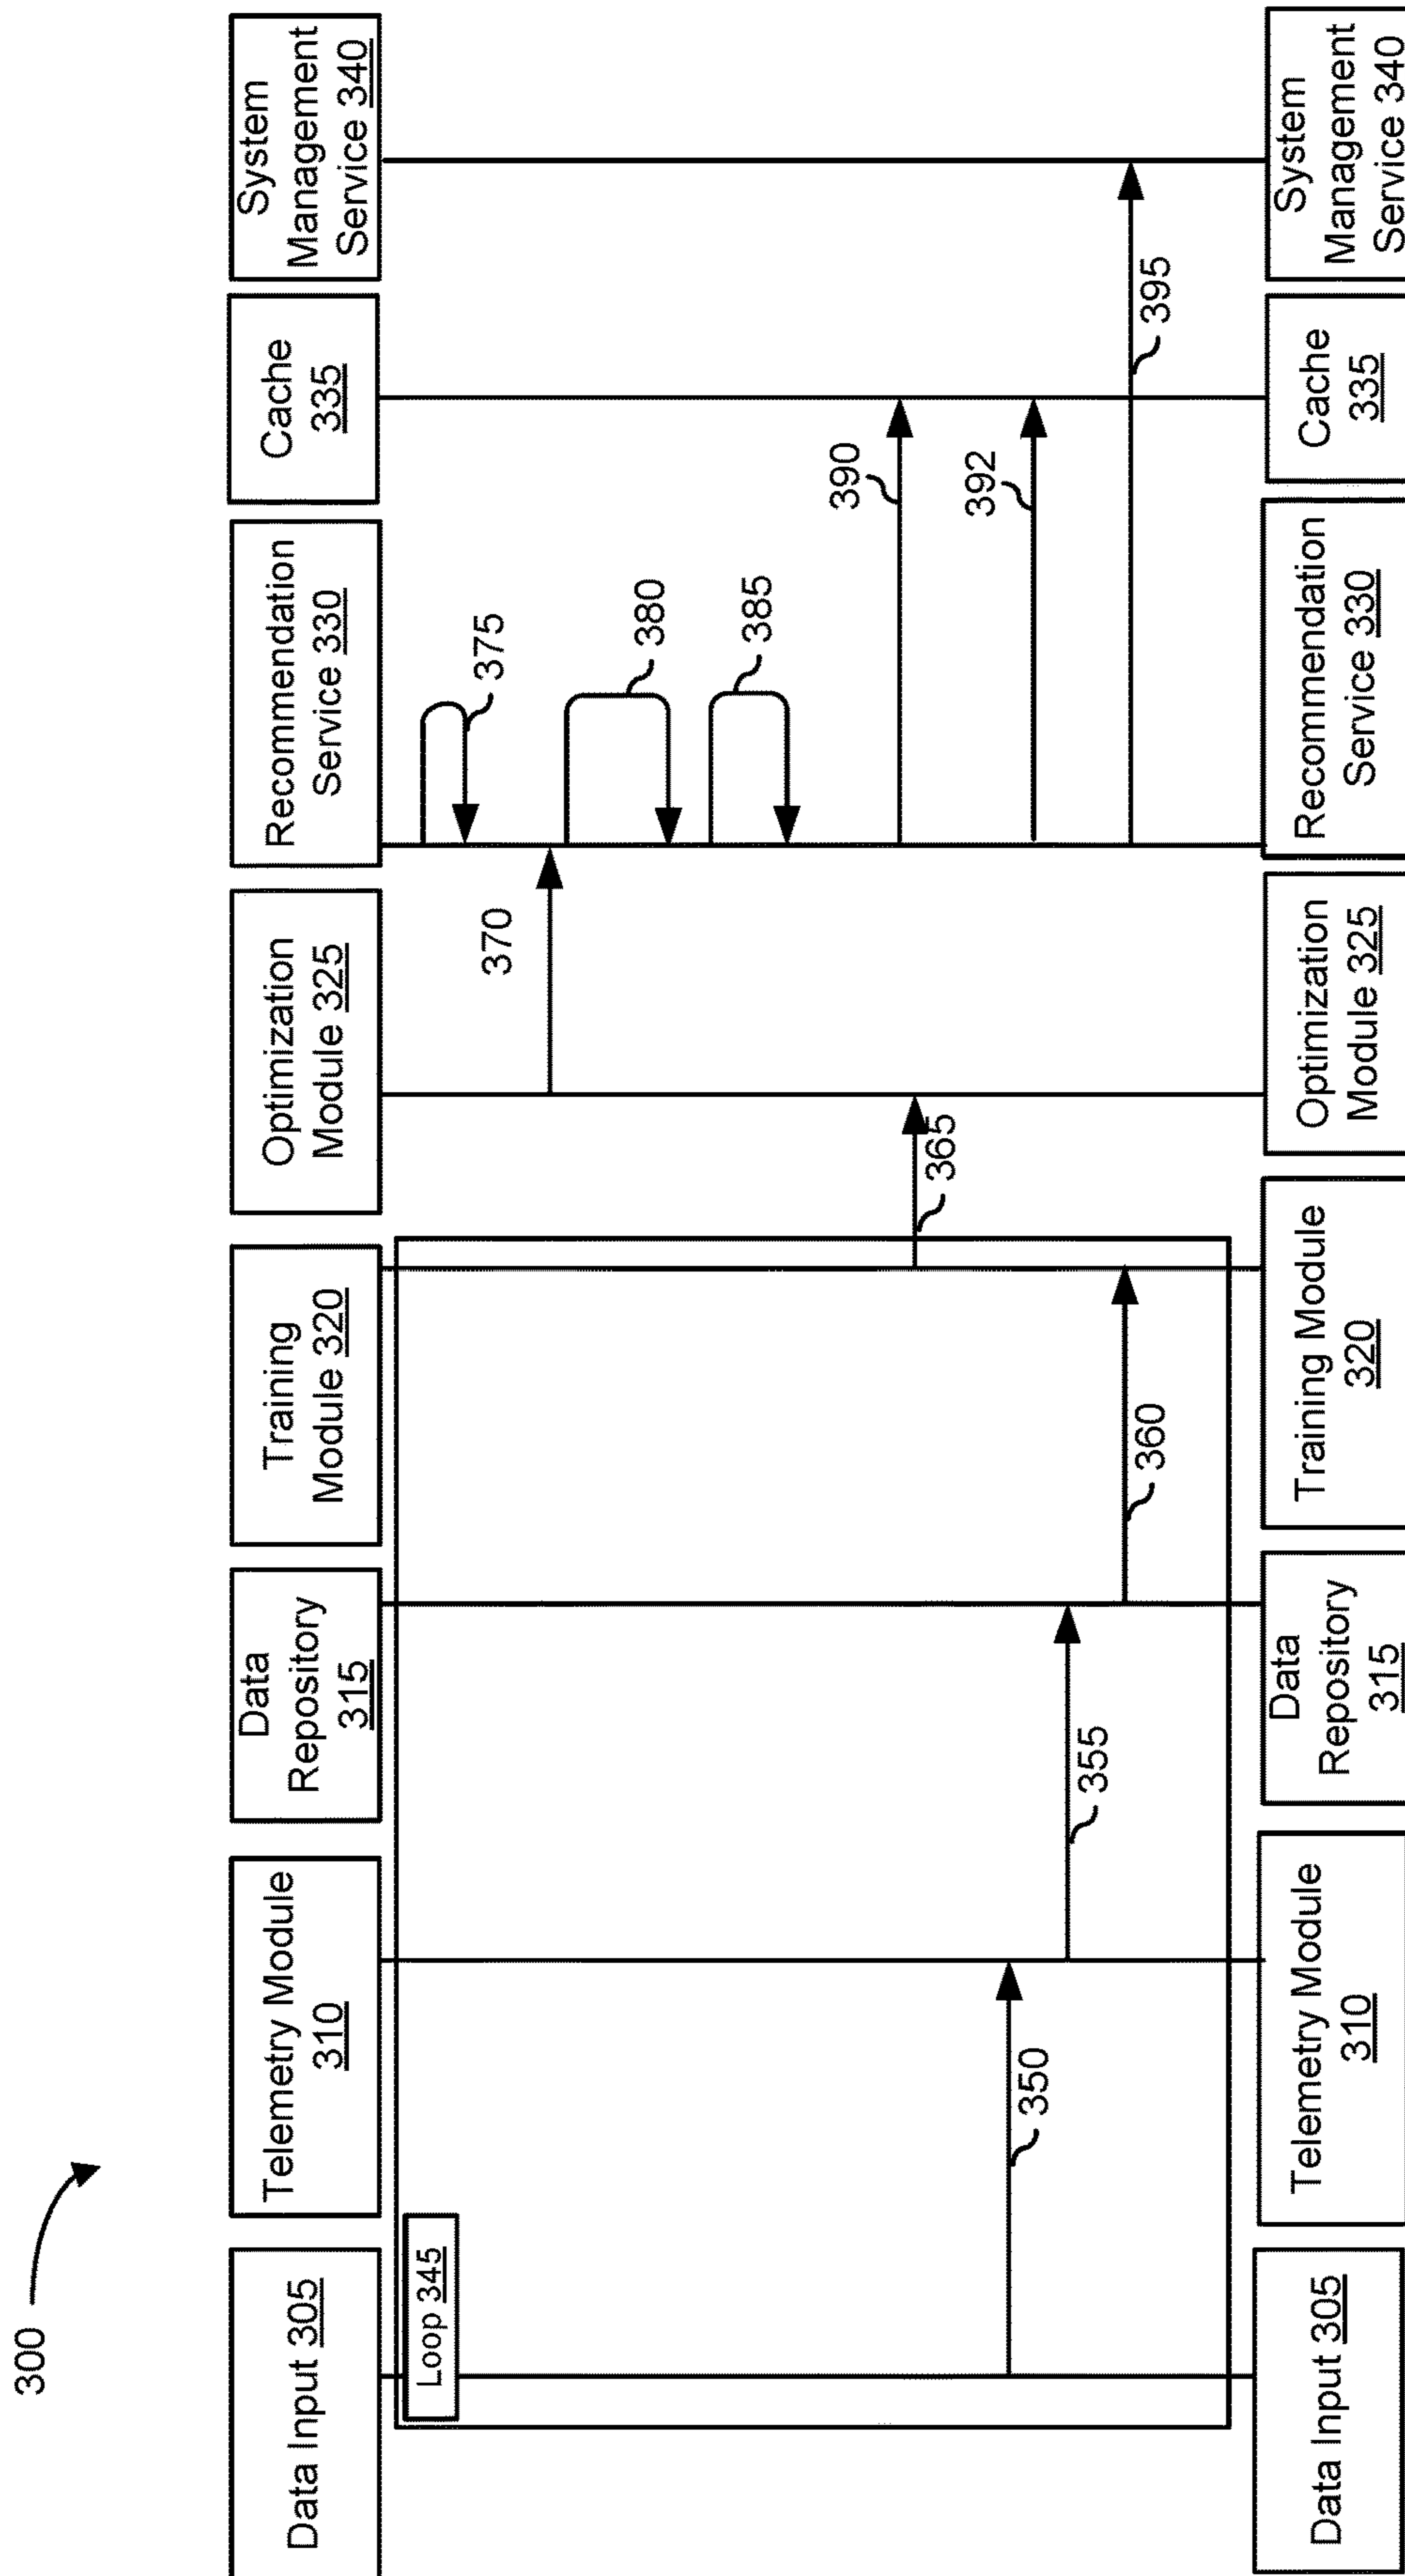 300
Data Input 305
Telemetry Module
310
Data
Repository
315
Training
Module 320
Optimization
Module 325
Recommendation
Service 330
Cache
335
System
Management
Service 340
Loop 345
375
370
380
385
390
365
392
350
355
360
395
Data Input 305
Telemetry Module
310
Data
Repository
315
Training Module
320
Optimization
Module 325
Recommendation
Service 330
Cache
335
System
Management
Service 340